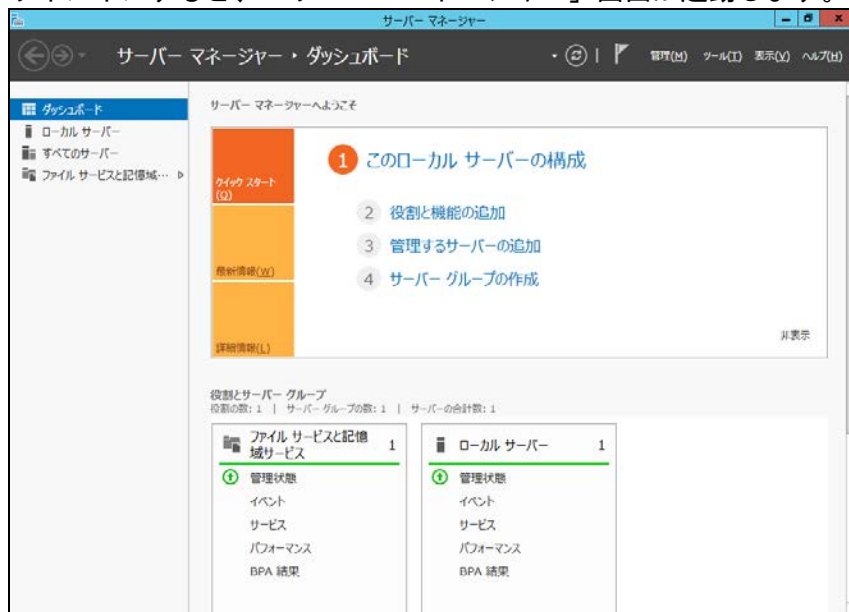 サーバー マネージャー
サーバー マネージャー ・ ダッシュボード
管理(M) ツール(T) 表示(V) ヘルプ(H)
ダッシュボード
ローカル サーバー
すべてのサーバー
ファイル サービスと記憶域…
サーバー マネージャーへようこそ
クイック スタート(Q)
最新情報(W)
詳細情報(L)
1 このローカル サーバーの構成
2 役割と機能の追加
3 管理するサーバーの追加
4 サーバー グループの作成
非表示
役割とサーバー グループ
役割の数: 1 | サーバー グループの数: 1 | サーバーの合計数: 1
ファイル サービスと記憶域サービス 1
管理状態
イベント
サービス
パフォーマンス
BPA 結果
ローカル サーバー 1
管理状態
イベント
サービス
パフォーマンス
BPA 結果